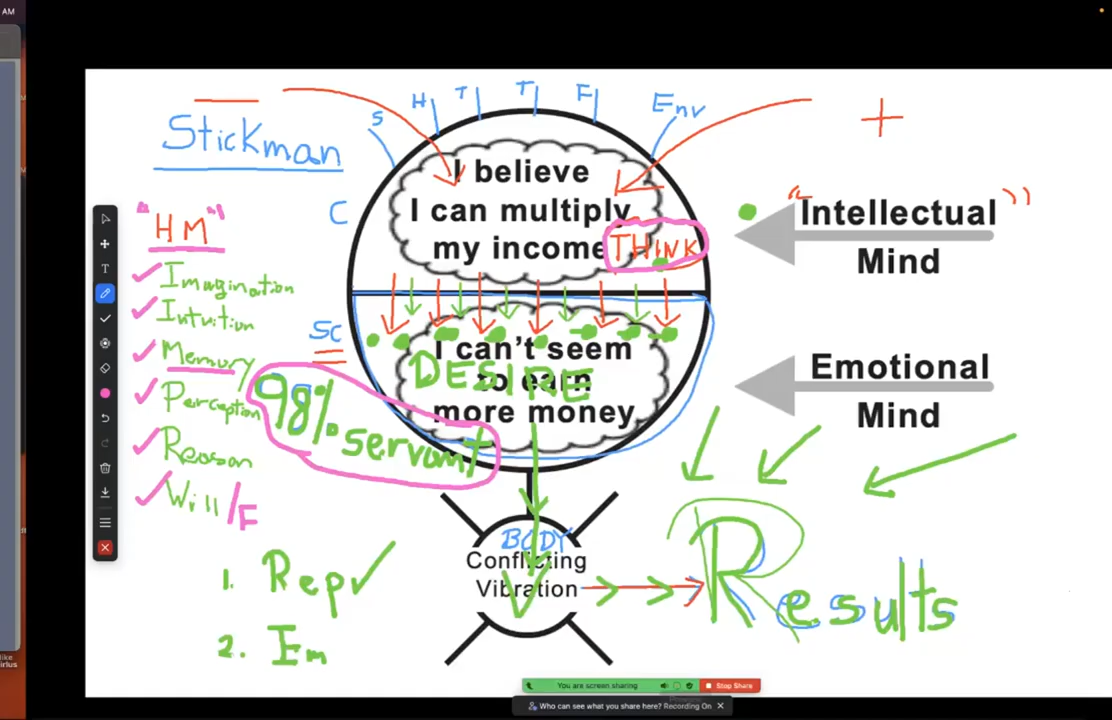 AM
S H T T F Env
Stickman
+
C
I believe
I can multiply
my income
THINK
"Intellectual"
Mind
"HM"
Imagination
Intuition
Memory
Perception
Reason
Will/F
SC
I can't seem
to earn
more money
DESIRE
98% servant
Emotional
Mind
BODY
Conflicting
Vibration
Results
1. Rep
2. Em
You are screen sharing
Stop Share
Who can see what you share here? Recording On